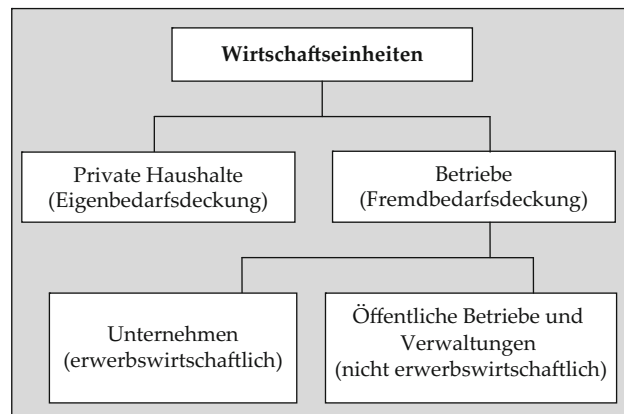 Wirtschaftseinheiten
Private Haushalte
(Eigenbedarfsdeckung)
Betriebe
(Fremdbedarfsdeckung)
Unternehmen
(erwerbswirtschaftlich)
Öffentliche Betriebe und
Verwaltungen
(nicht erwerbswirtschaftlich)